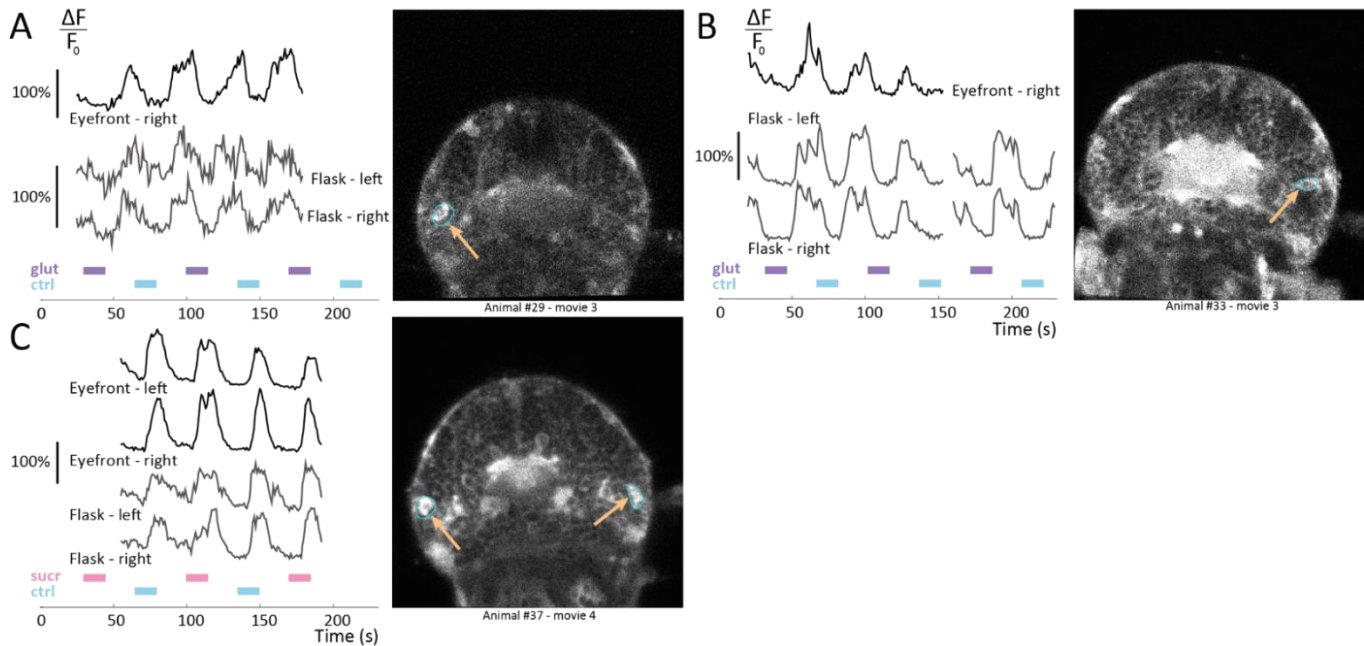 A
ΔF
F0
100%
Eyefront - right
Flask - left
100%
Flask - right
glut
ctrl
0 50 100 150 200
Animal #29 - movie 3
B
ΔF
F0
Eyefront - right
Flask - left
100%
Flask - right
glut
ctrl
0 50 100 150 200
Time (s)
Animal #33 - movie 3
C
Eyefront - left
100%
Eyefront - right
Flask - left
Flask - right
sucr
ctrl
0 50 100 150 200
Time (s)
Animal #37 - movie 4